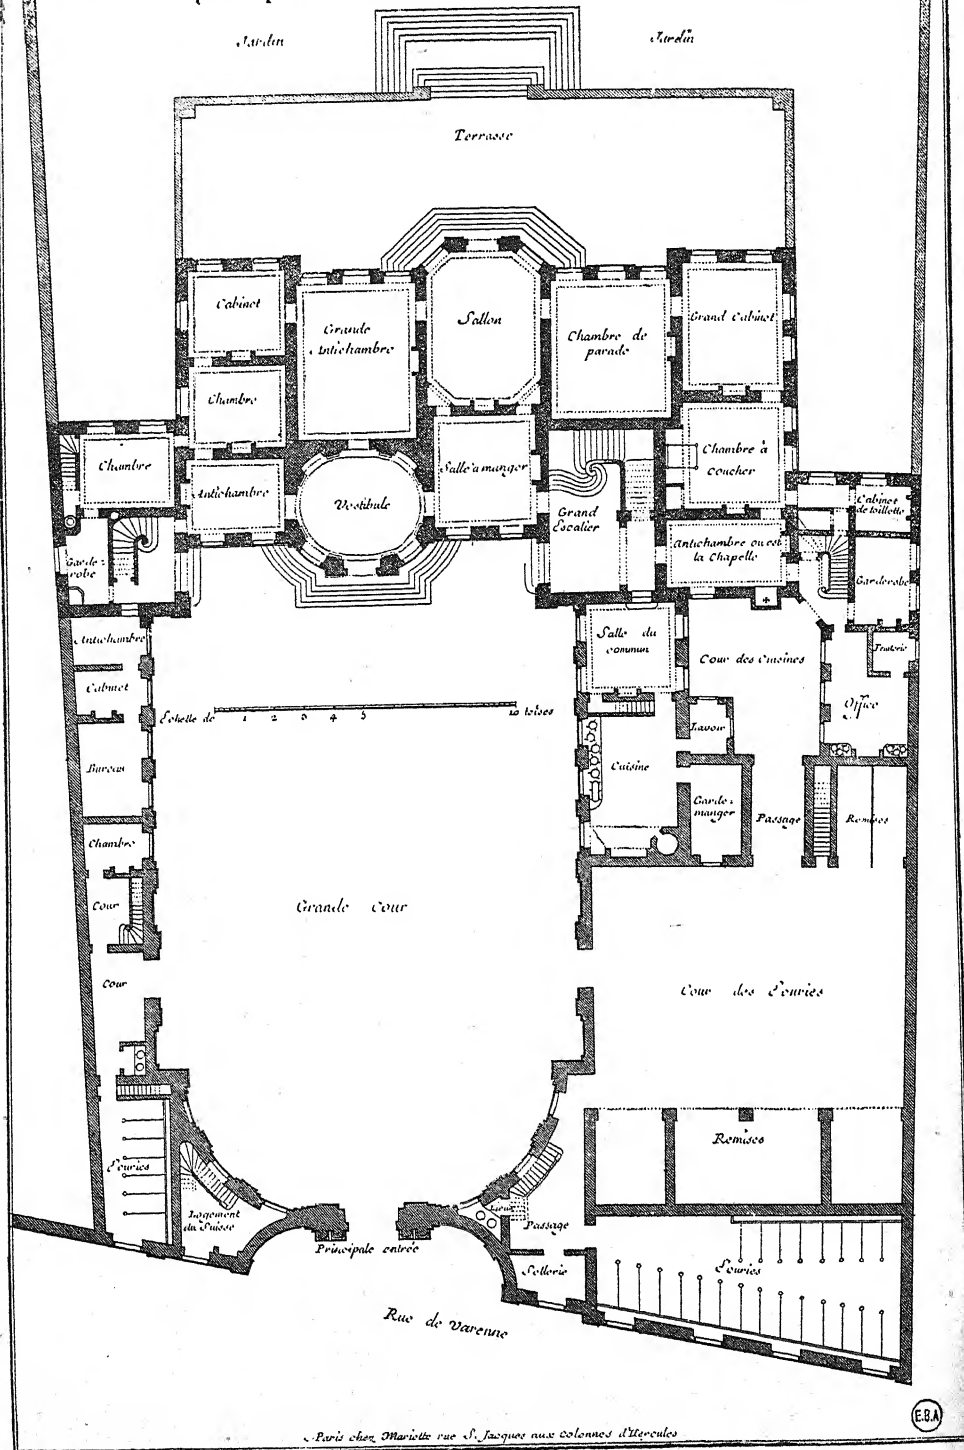 Jardin
Jardin
Terrasse
Cabinet
Grande
Antichambre
Sallon
Chambre de
parade
Grand Cabinet
Chambre
Chambre
Antichambre
Vestibule
Salle a manger
Grand
Escalier
Chambre à
coucher
Cabinet
de toillette
Garde=
robe
Antichambre ou est
la Chapelle
Garderobe
Antichambre
Salle du
commun
Cour des Cuisines
Fruiterie
Cabinet
Echelle de 1 2 3 4 5 10 toises
Lavoir
Office
Bureau
Cuisine
Garde=
manger
Passage
Remises
Chambre
Cour
Grande Cour
Cour
Cour des Ecuries
Remises
Ecuries
Logement
du Suisse
Lieux
Passage
Principale entrée
Sellerie
Ecuries
Rue de Varenne
A Paris chez Mariette rue S. Jacques aux colonnes d'Hercules
E.B.A